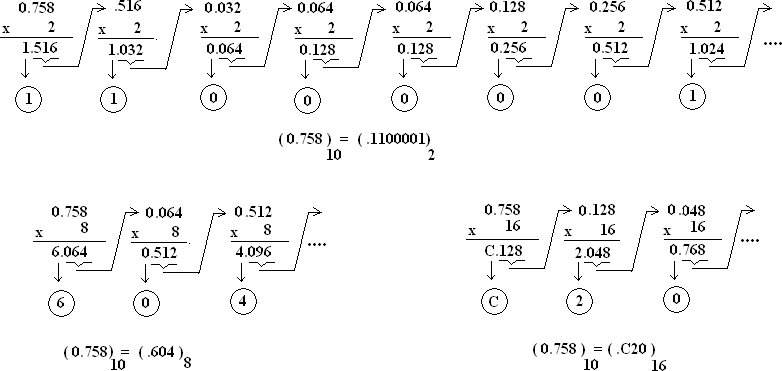 0.758 .516 0.032 0.064 0.064 0.128 0.256 0.512
x 2 x 2 x 2 x 2 x 2 x 2 x 2 x 2
1.516 1.032 0.064 0.128 0.128 0.256 0.512 1.024 ....
1 1 0 0 0 0 0 1
(0.758)10 = (.1100001)2
0.758 0.064 0.512
x 8 x 8 x 8
6.064 0.512 4.096 ....
6 0 4
(0.758)10 = (.604)8
0.758 0.128 0.048
x 16 x 16 x 16
C.128 2.048 0.768 ....
C 2 0
(0.758)10 = (.C20)16